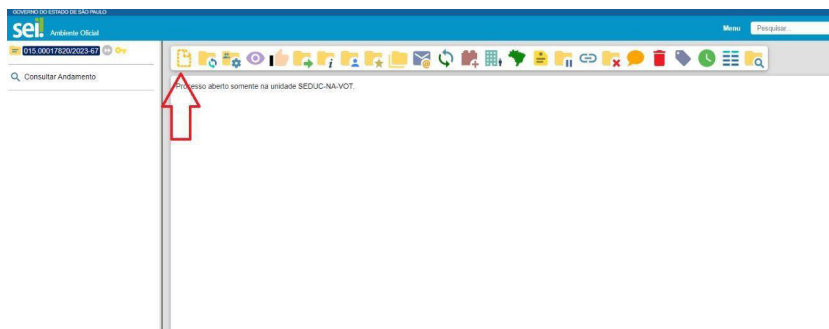 GOVERNO DO ESTADO DE SÃO PAULO
sei. Ambiente Oficial
Menu
Pesquisar...
015.00017820/2023-67
Consultar Andamento
Processo aberto somente na unidade SEDUC-NA-VOT.